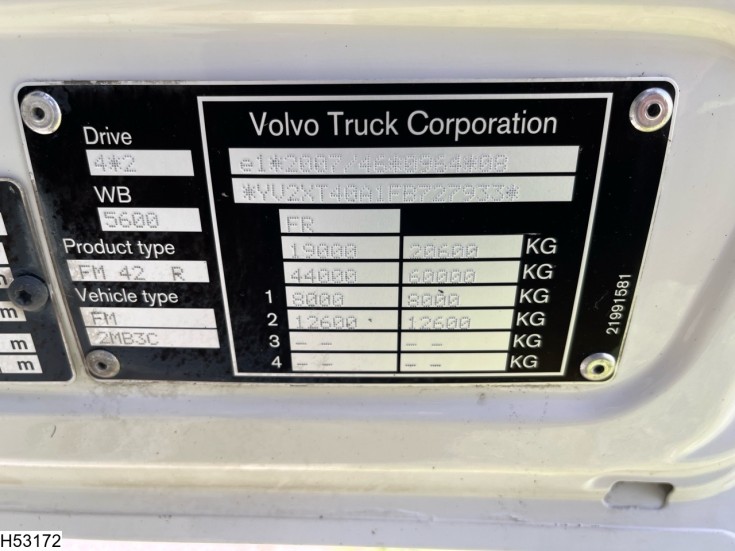 Drive
4*2
WB
5600
Product type
FM 42 R
Vehicle type
FM
2MB3C
Volvo Truck Corporation
e1*2007/46*0964*08
*YV2XT40A1FB727933*
FR
19000 20600 KG
44000 60000 KG
1 8000 8000 KG
2 12600 12600 KG
3 -- -- KG
4 -- -- KG
21991581
m
m
m
m
H53172